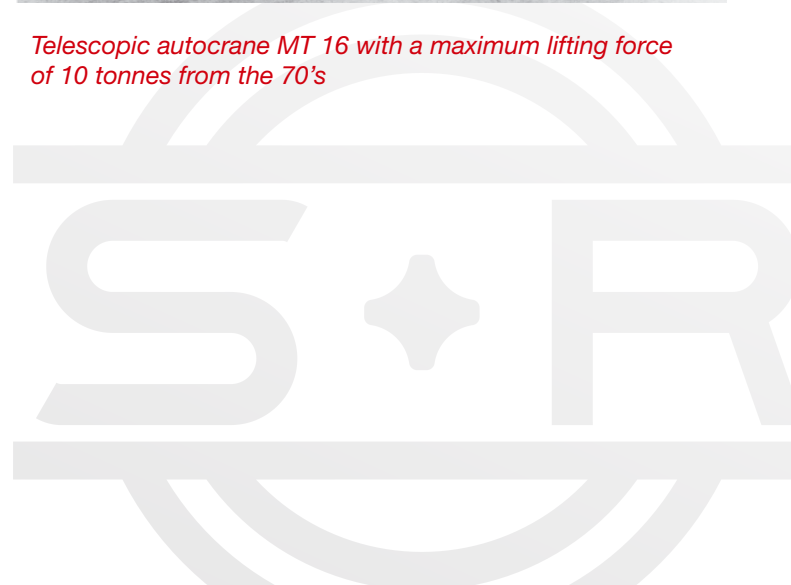 Telescopic autocrane MT 16 with a maximum lifting force
of 10 tonnes from the 70's
S R